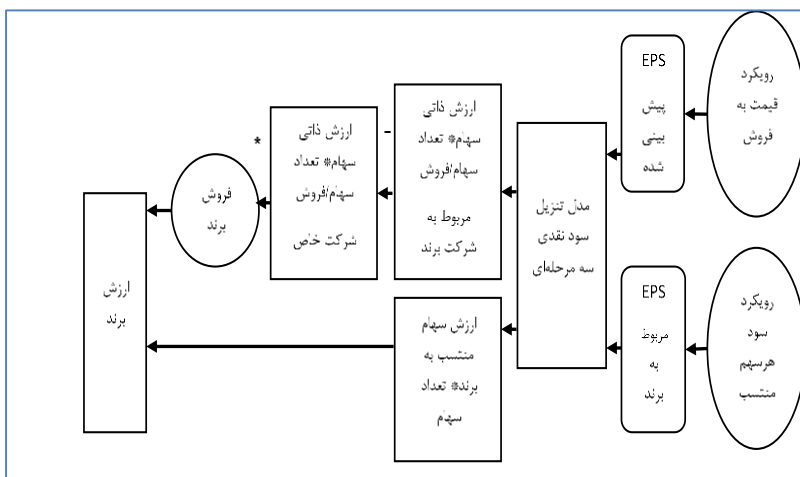 رویکرد
قیمت به
فروش
EPS
پیش
بینی
شده
رویکرد
سود
هرسهم
منتسب
EPS
مربوط
به
برند
مدل تنزیل
سود نقدی
سه مرحله‌ای
ارزش ذاتی
سهام* تعداد
سهام/فروش
مربوط به
شرکت برند
-
ارزش ذاتی
سهام* تعداد
سهام/فروش
شرکت خاص
*
فروش
برند
ارزش سهام
منتسب به
برند* تعداد
سهام
ارزش
برند